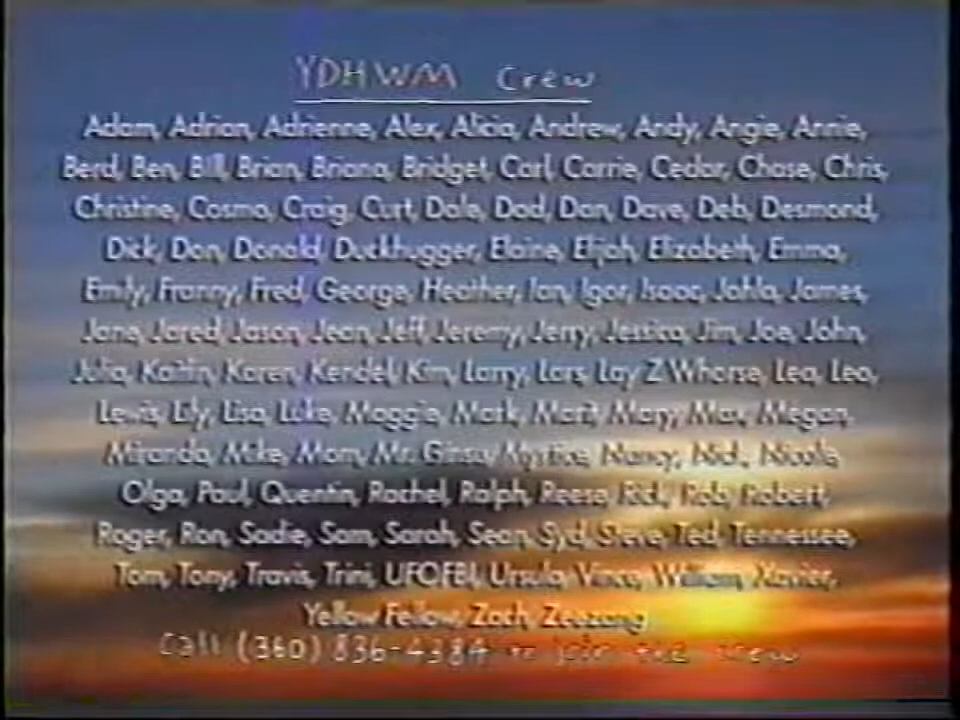 YDHWM Crew
Adam, Adrian, Adrienne, Alex, Alicia, Andrew, Andy, Angie, Annie,
Berd, Ben, Bill, Brian, Briana, Bridget, Carl, Carrie, Cedar, Chase, Chris,
Christine, Cosmo, Craig, Curt, Dale, Dad, Dan, Dave, Deb, Desmond,
Dick, Don, Donald, Duckhugger, Elaine, Elijah, Elizabeth, Emma,
Emily, Franny, Fred, George, Heather, Ian, Igor, Isaac, Jahla, James,
Jane, Jared, Jason, Jean, Jeff, Jeremy, Jerry, Jessica, Jim, Joe, John,
Julia, Kaitlin, Karen, Kendel, Kim, Larry, Lars, Lay Z Whorse, Lea, Leo,
Lewis, Lily, Lisa, Luke, Maggie, Mark, Mary, Max, Megan,
Miranda, Mike, Mom, Mr. Ginsu, Mystice, Nancy, Nicole,
Olga, Paul, Quentin, Rachel, Ralph, Reese, Rob, Robert,
Roger, Ron, Sadie, Sam, Sarah, Sean, Syd, Steve, Ted, Tennessee,
Tom, Tony, Travis, Trini, UFOFBI, Ursula, Vince, William, Xavier,
Yellow Fellow, Zach, Zeezang
Call (360) 836-4384 to join the crew